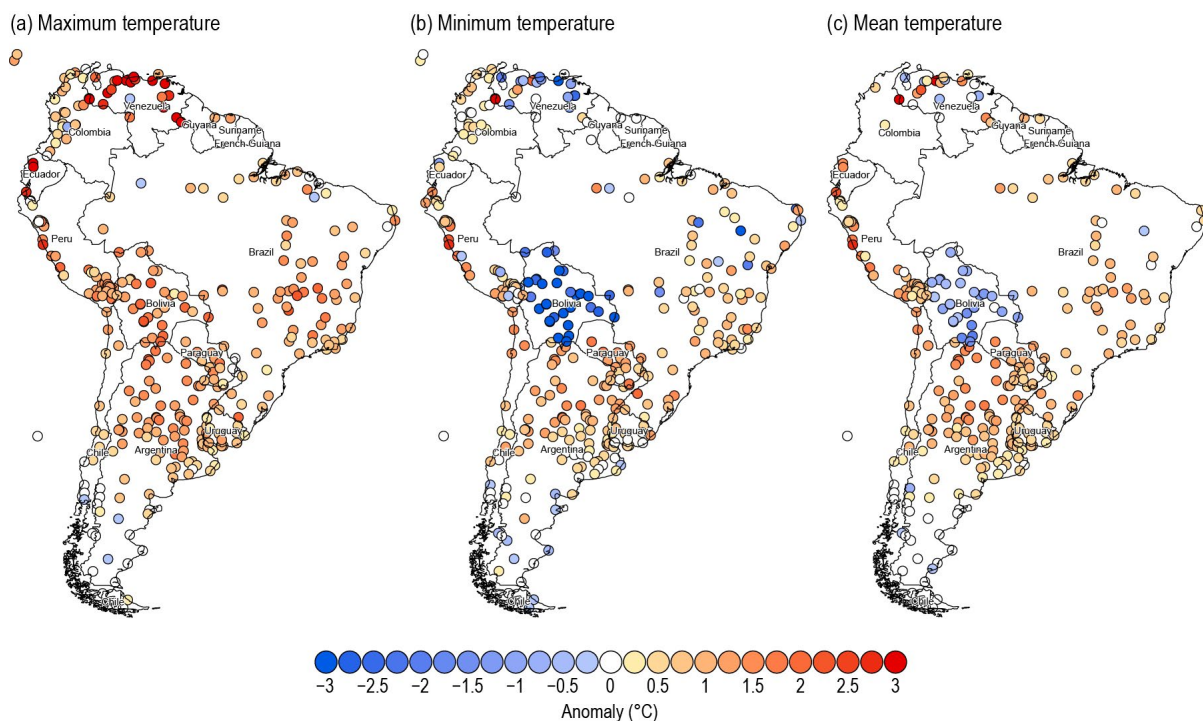 (a) Maximum temperature
(b) Minimum temperature
(c) Mean temperature
Venezuela
Guyana
Suriname
French Guiana
Colombia
Ecuador
Peru
Brazil
Bolivia
Paraguay
Uruguay
Chile
Argentina
Chile
Venezuela
Guyana
Suriname
French Guiana
Colombia
Ecuador
Peru
Brazil
Bolivia
Paraguay
Uruguay
Chile
Argentina
Chile
Venezuela
Guyana
Suriname
French Guiana
Colombia
Ecuador
Peru
Brazil
Bolivia
Paraguay
Uruguay
Chile
Argentina
Chile
−3 −2.5 −2 −1.5 −1 −0.5 0 0.5 1 1.5 2 2.5 3
Anomaly (°C)